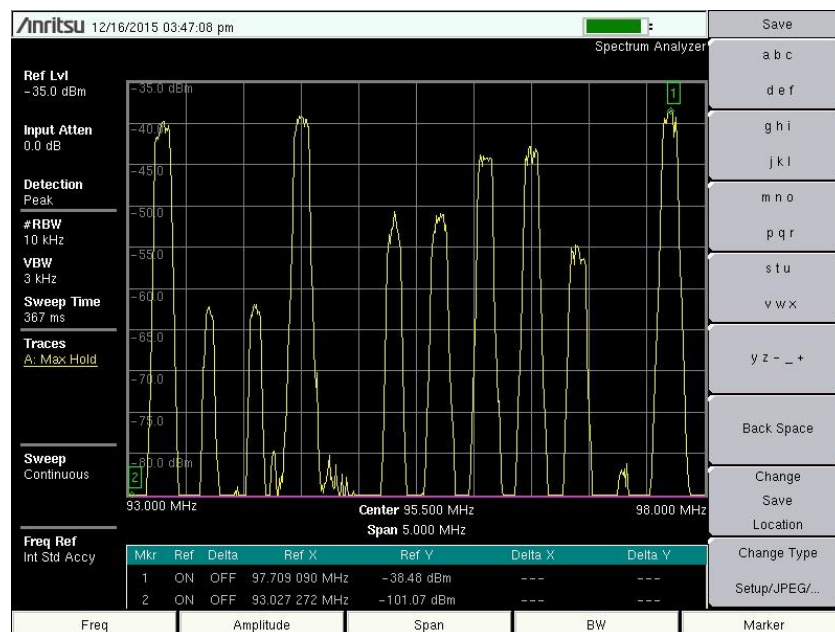 Anritsu 12/16/2015 03:47:08 pm
Spectrum Analyzer
Ref Lvl
-35.0 dBm
Input Atten
0.0 dB
Detection
Peak
#RBW
10 kHz
VBW
3 kHz
Sweep Time
367 ms
Traces
A: Max Hold
Sweep
Continuous
Freq Ref
Int Std Accy
-35.0 dBm
1
-40.0
-45.0
-50.0
-55.0
-60.0
-65.0
-70.0
-75.0
-80.0 dBm
2
93.000 MHz
Center 95.500 MHz
98.000 MHz
Span 5.000 MHz
Mkr Ref Delta Ref X Ref Y Delta X Delta Y
1 ON OFF 97.709 090 MHz -38.48 dBm --- ---
2 ON OFF 93.027 272 MHz -101.07 dBm --- ---
Save
a b c
d e f
g h i
j k l
m n o
p q r
s t u
v w x
y z - _ +
Back Space
Change
Save
Location
Change Type
Setup/JPEG/...
Freq Amplitude Span BW Marker